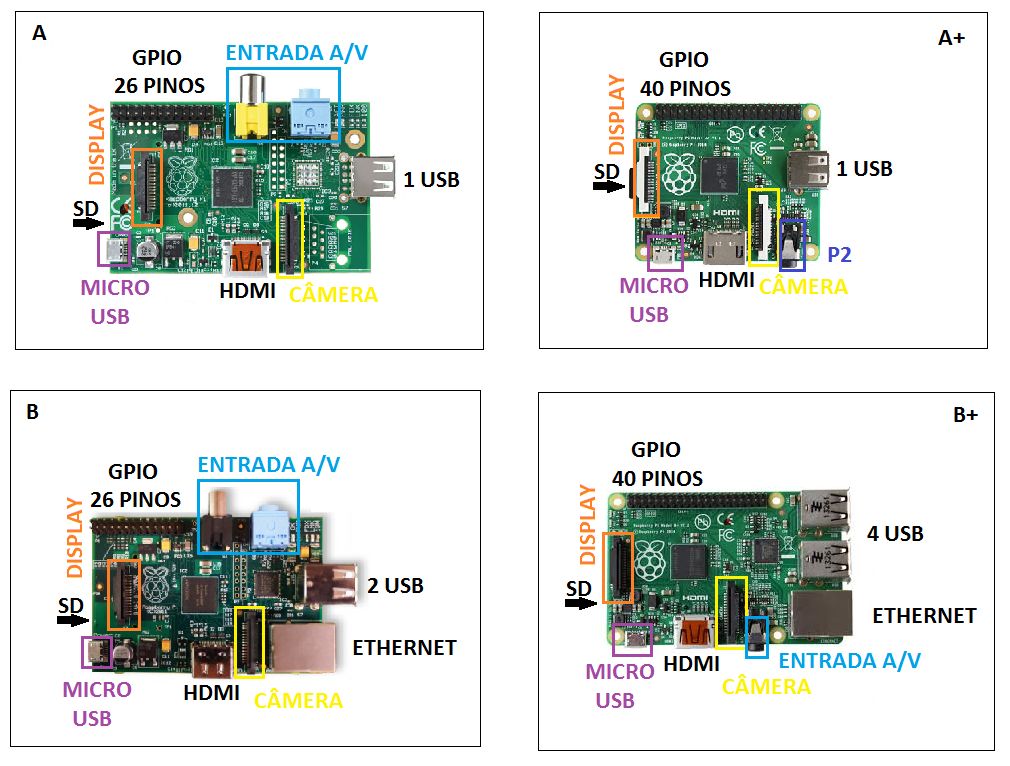 A
GPIO
26 PINOS
ENTRADA A/V
DISPLAY
SD
1 USB
MICRO
USB
HDMI
CÂMERA
A+
GPIO
40 PINOS
DISPLAY
SD
1 USB
HDMI
P2
MICRO
USB
HDMI
CÂMERA
B
GPIO
26 PINOS
ENTRADA A/V
DISPLAY
SD
2 USB
ETHERNET
MICRO
USB
HDMI
CÂMERA
B+
GPIO
40 PINOS
DISPLAY
SD
4 USB
HDMI
ETHERNET
MICRO
USB
HDMI
ENTRADA A/V
CÂMERA